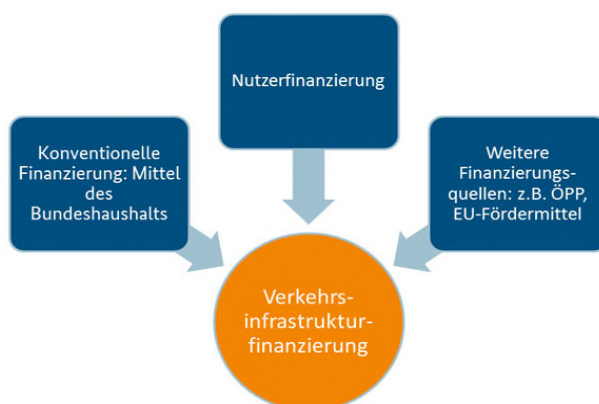 Nutzerfinanzierung
Konventionelle
Finanzierung: Mittel
des
Bundeshaushalts
Weitere
Finanzierungs-
quellen: z.B. ÖPP,
EU-Fördermittel
Verkehrs-
infrastruktur-
finanzierung